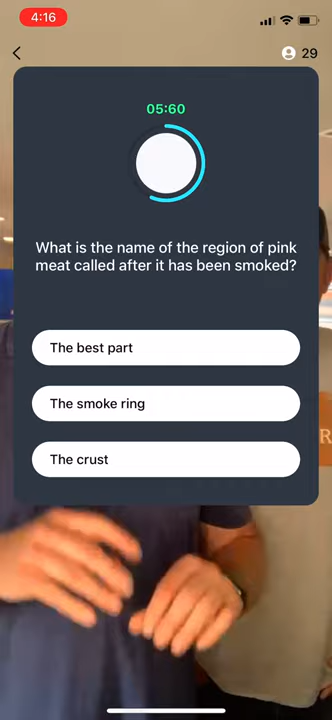 4:16
29
05:60
What is the name of the region of pink
meat called after it has been smoked?
The best part
The smoke ring
R
The crust